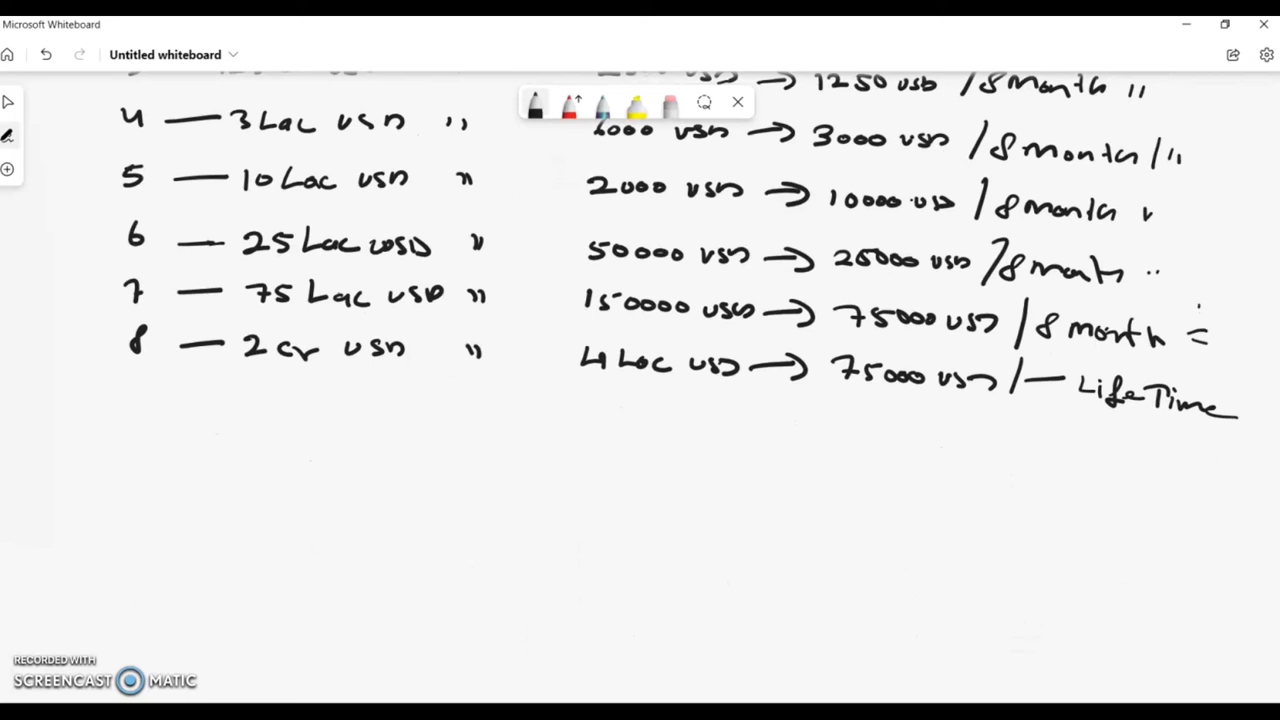 Microsoft Whiteboard
Untitled whiteboard
→ 1250 USD /8 Month "
4 — 3 Lac USD " 6000 USD → 3000 USD /8 Month/"
5 — 10 Lac USD " 2000 USD → 10000 USD /8 Month "
6 — 25 Lac USD " 50000 USD → 25000 USD /8 Month "
7 — 75 Lac USD " 150000 USD → 75000 USD /8 Month =
8 — 2 cr USD " 4 Lac USD → 75000 USD /— LifeTime
RECORDED WITH
SCREENCAST MATIC